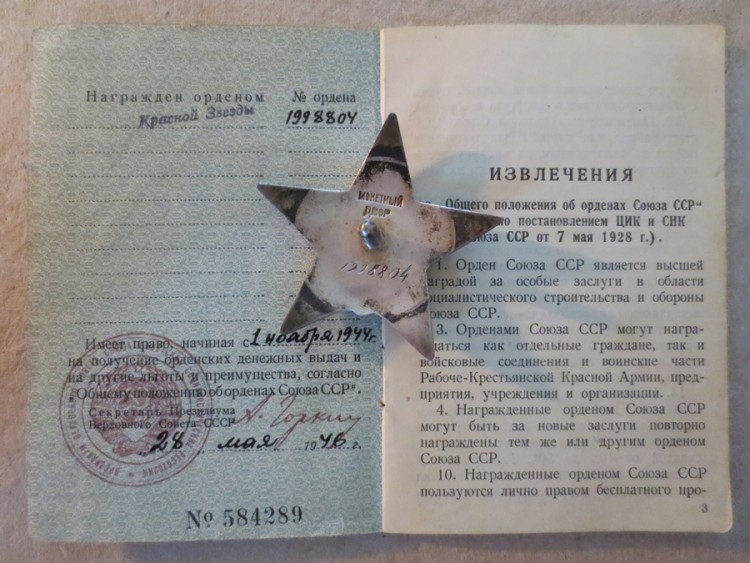 Награжден орденом № ордена
Красной Звезды 1998804
Имеет право, начиная с 1 ноября 1944г.
на получение орденских денежных выдач и
на другие льготы и преимущества, согласно
"Общему положению об орденах Союза ССР".
Секретарь Президиума
Верховного Совета СССР А. Горкин
"28" мая 1946 г.
№ 584289
МОНЕТНЫЙ
ДВОР
1998804
ИЗВЛЕЧЕНИЯ
Общего положения об орденах Союза ССР"
постановлением ЦИК и СНК
ССР от 7 мая 1928 г.).
1. Орден Союза ССР является высшей
наградой за особые заслуги в области
социалистического строительства и обороны
Союза ССР.
3. Орденами Союза ССР могут награ-
ждаться как отдельные граждане, так и
войсковые соединения и воинские части
Рабоче-Крестьянской Красной Армии, пред-
приятия, учреждения и организации.
4. Награжденные орденом Союза ССР
могут быть за новые заслуги повторно
награждены тем же или другим орденом
Союза ССР.
10. Награжденные орденом Союза ССР
пользуются лично правом бесплатного про-
3